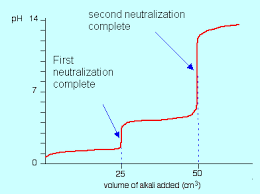 pH 14
second neutralization
complete
First
neutralization
complete
7
0
25
50
volume of alkali added (cm³)